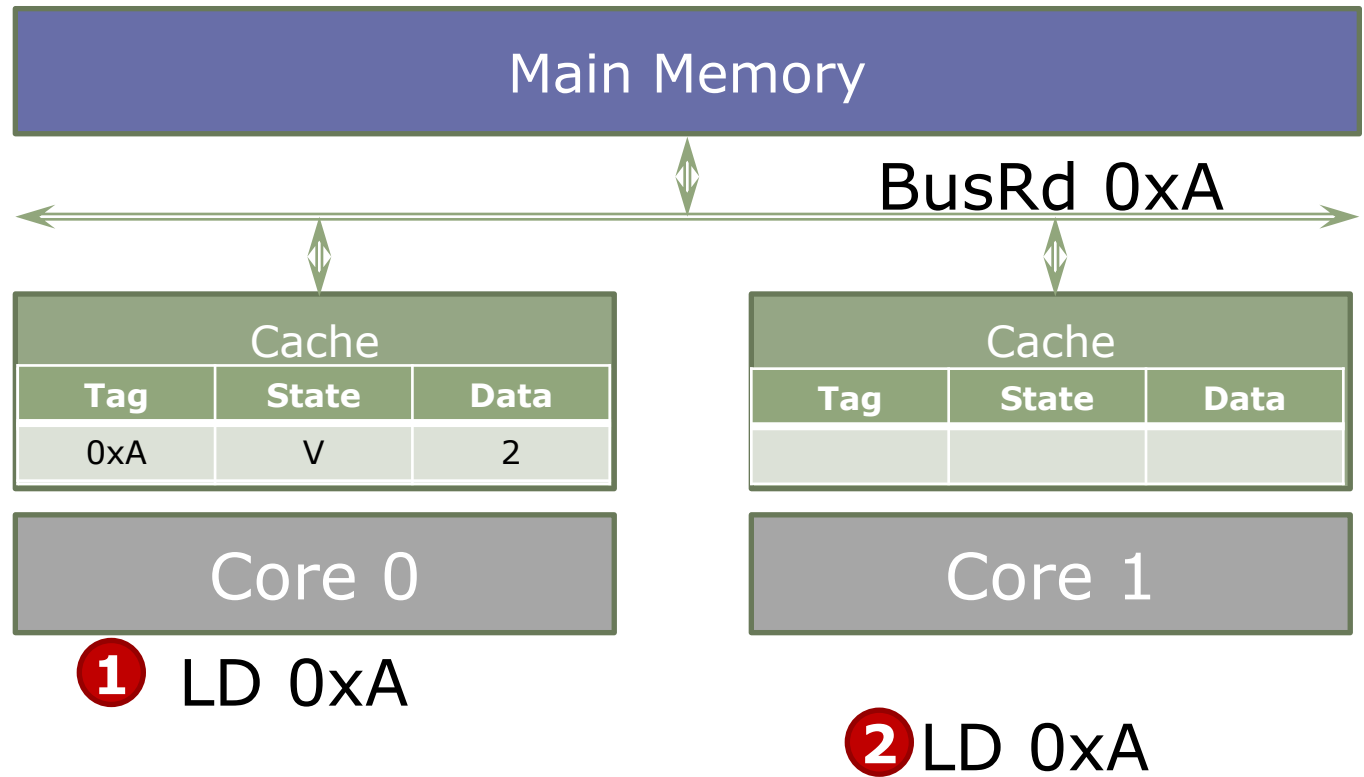 Main Memory
BusRd 0xA
Cache
Tag State Data
0xA V 2
Core 0
Cache
Tag State Data
Core 1
1 LD 0xA
2 LD 0xA